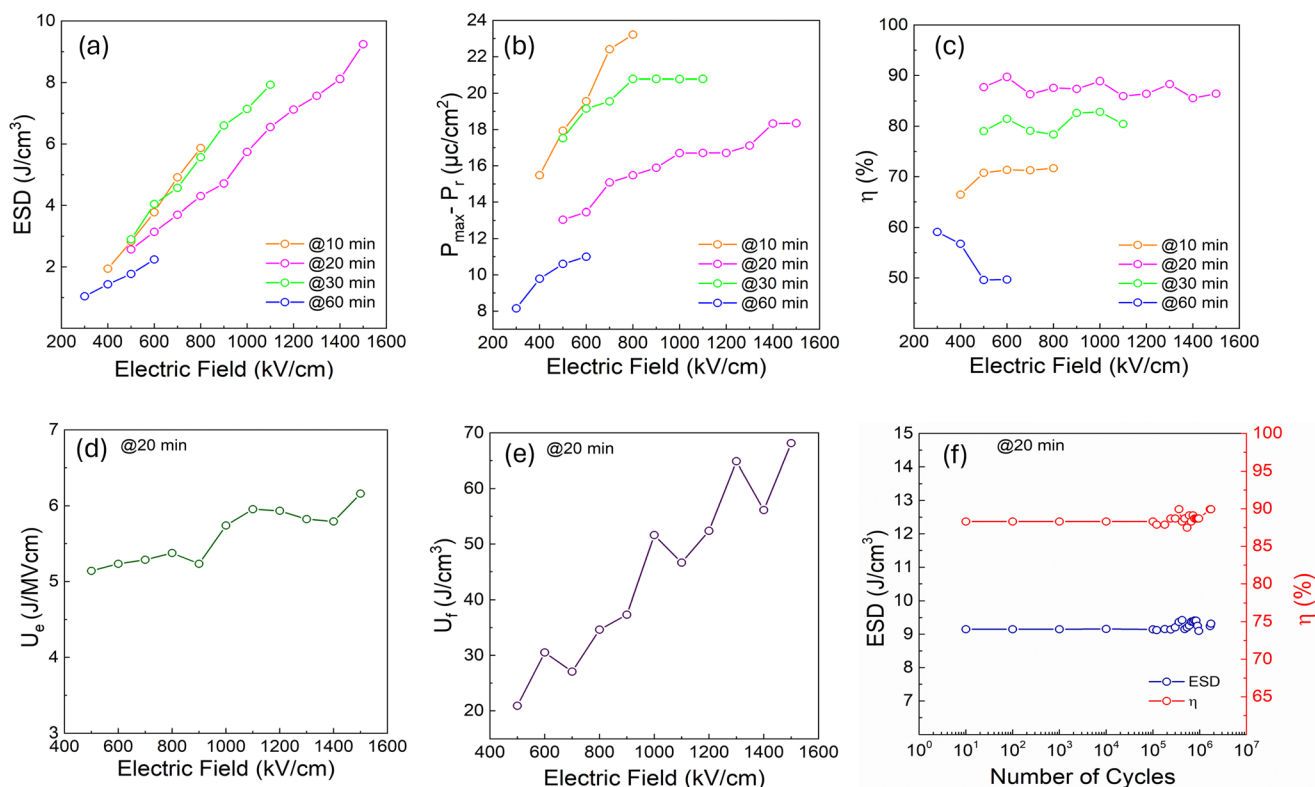 (a)
10
8
6
4
2
ESD (J/cm³)
@10 min
@20 min
@30 min
@60 min
200 400 600 800 1000 1200 1400 1600
Electric Field (kV/cm)
(b)
24
22
20
18
16
14
12
10
8
Pmax- Pr (µc/cm²)
@10 min
@20 min
@30 min
@60 min
200 400 600 800 1000 1200 1400 1600
Electric Field (kV/cm)
(c)
100
90
80
70
60
50
η (%)
@10 min
@20 min
@30 min
@60 min
200 400 600 800 1000 1200 1400 1600
Electric Field (kV/cm)
(d)
@20 min
7
6
5
4
3
Ue (J/MVcm)
400 600 800 1000 1200 1400 1600
Electric Field (kV/cm)
(e)
@20 min
70
60
50
40
30
20
Uf (J/cm³)
400 600 800 1000 1200 1400 1600
Electric Field (kV/cm)
(f)
@20 min
15
14
13
12
11
10
9
8
7
ESD (J/cm³)
100
95
90
85
80
75
70
65
η (%)
ESD
η
10⁰ 10¹ 10² 10³ 10⁴ 10⁵ 10⁶ 10⁷
Number of Cycles